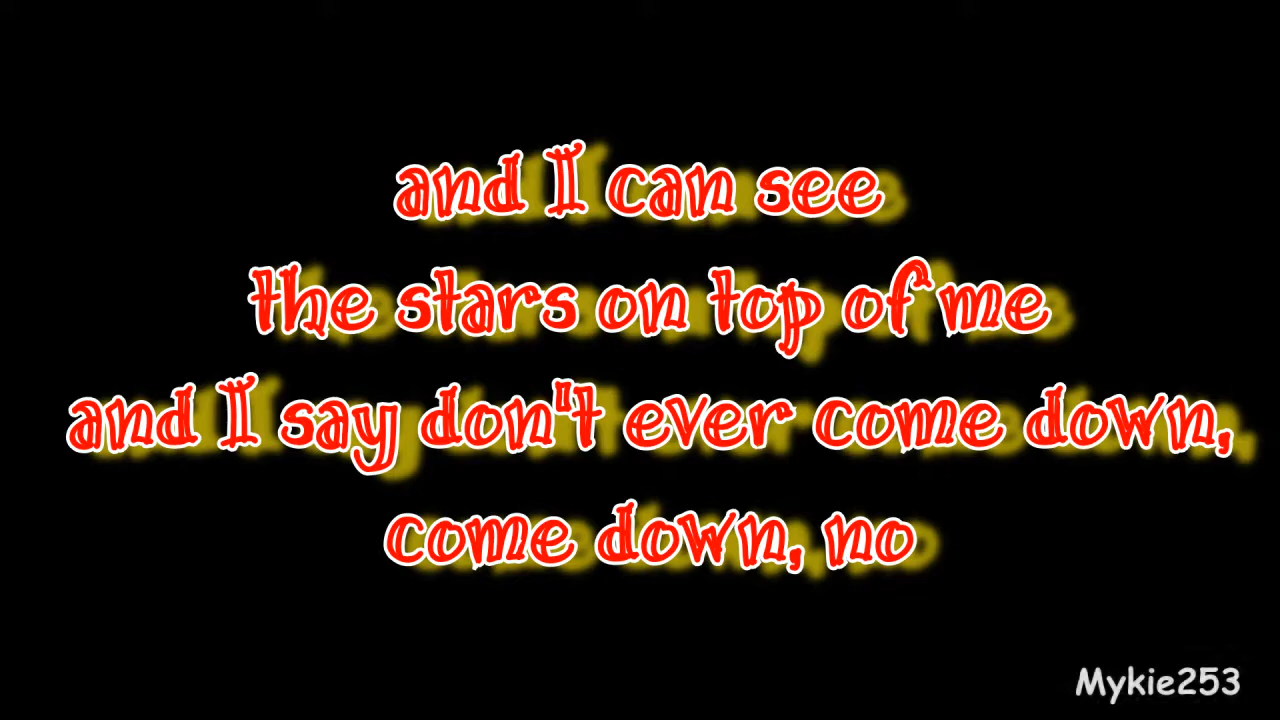 and I can see
the stars on top of me
and I say don't ever come down,
come down, no
Mykie253